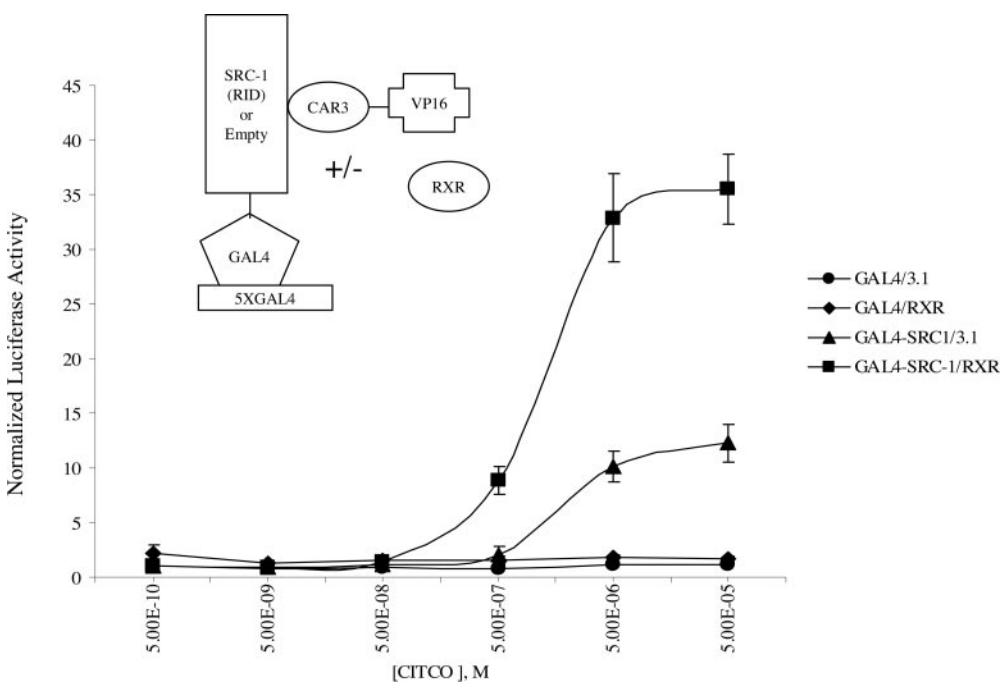 SRC-1
(RID)
or
Empty
CAR3
VP16
+/-
RXR
GAL4
5XGAL4
Normalized Luciferase Activity
45
40
35
30
25
20
15
10
5
0
5.00E-10
5.00E-09
5.00E-08
5.00E-07
5.00E-06
5.00E-05
[CITCO ], M
GAL4/3.1
GAL4/RXR
GAL4-SRC1/3.1
GAL4-SRC-1/RXR